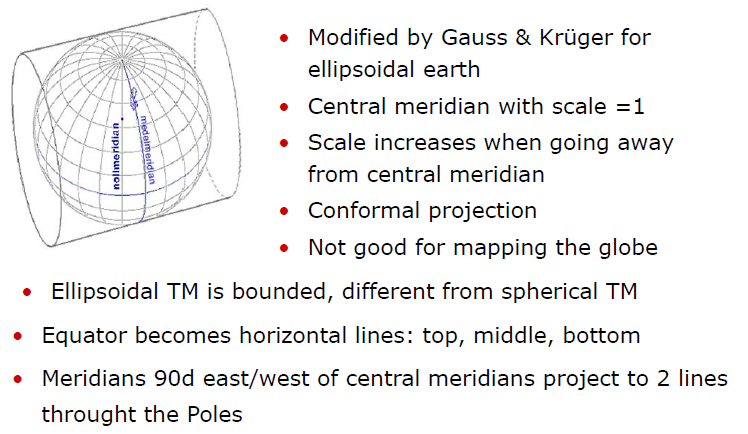 nollmeridian
medelmeridian
• Modified by Gauss & Krüger for
ellipsoidal earth
• Central meridian with scale =1
• Scale increases when going away
from central meridian
• Conformal projection
• Not good for mapping the globe
• Ellipsoidal TM is bounded, different from spherical TM
• Equator becomes horizontal lines: top, middle, bottom
• Meridians 90d east/west of central meridians project to 2 lines
throught the Poles